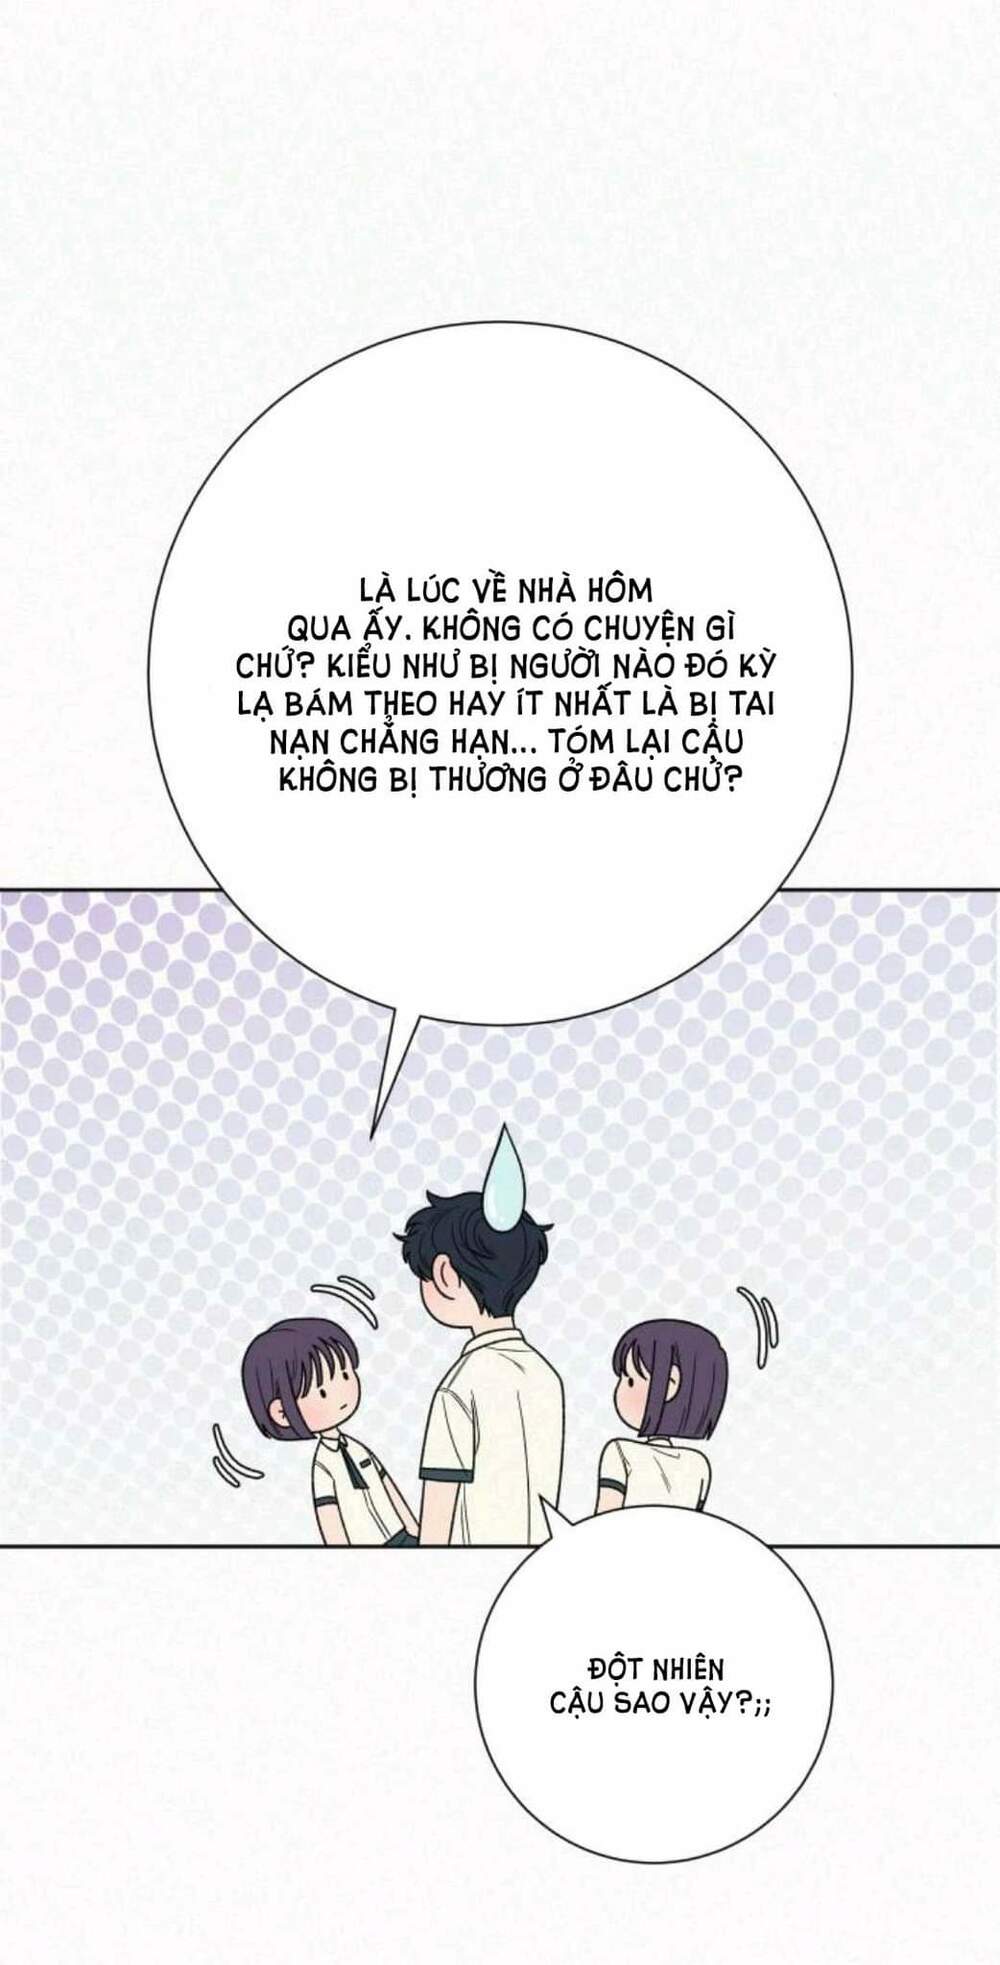 LÀ LÚC VỀ NHÀ HÔM
QUA ẤY. KHÔNG CÓ CHUYỆN GÌ
CHỨ? KIỂU NHƯ BỊ NGƯỜI NÀO ĐÓ KỲ
LẠ BÁM THEO HAY ÍT NHẤT LÀ BỊ TAI
NẠN CHẲNG HẠN... TÓM LẠI CẬU
KHÔNG BỊ THƯƠNG Ở ĐÂU CHỨ?
ĐỘT NHIÊN
CẬU SAO VẬY?;;